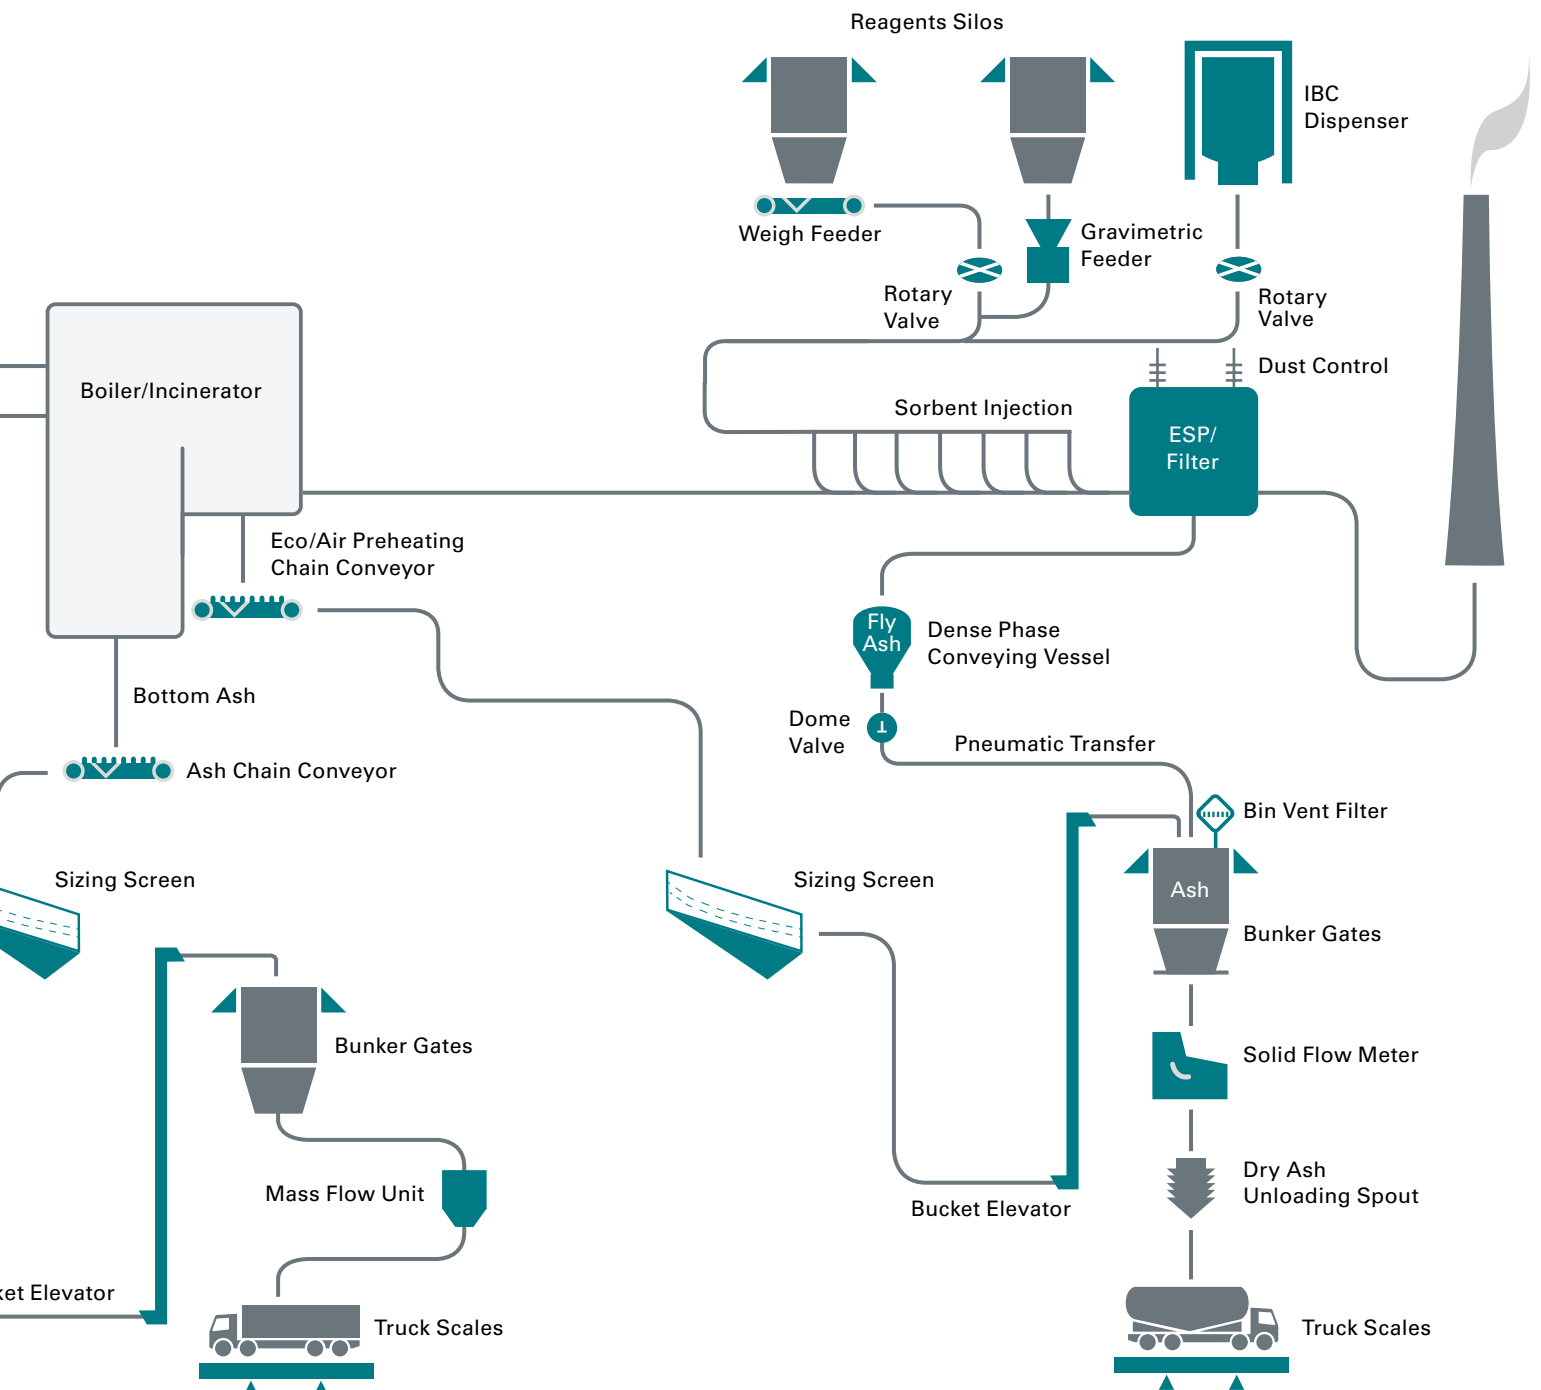 Reagents Silos
IBC
Dispenser
Weigh Feeder
Gravimetric
Feeder
Rotary
Valve
Rotary
Valve
Dust Control
Boiler/Incinerator
Sorbent Injection
ESP/
Filter
Eco/Air Preheating
Chain Conveyor
Fly
Ash
Dense Phase
Conveying Vessel
Bottom Ash
Dome
Valve
Pneumatic Transfer
Ash Chain Conveyor
Bin Vent Filter
Sizing Screen
Sizing Screen
Ash
Bunker Gates
Bunker Gates
Solid Flow Meter
Mass Flow Unit
Dry Ash
Unloading Spout
Bucket Elevator
Elevator
Truck Scales
Truck Scales